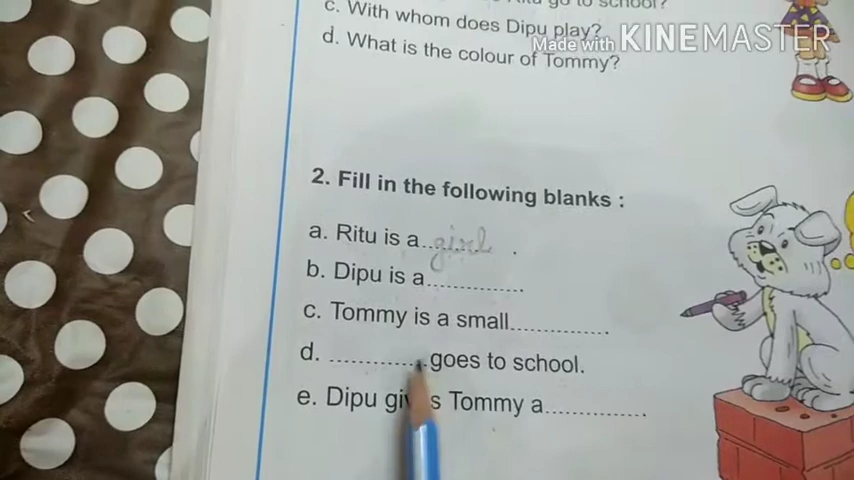 c. With whom does Dipu play?
d. What is the colour of Tommy?
Made with KINEMASTER
2. Fill in the following blanks :
a. Ritu is a..girl .
b. Dipu is a....................
c. Tommy is a small.....................
d. ....................goes to school.
e. Dipu gives Tommy a.....................